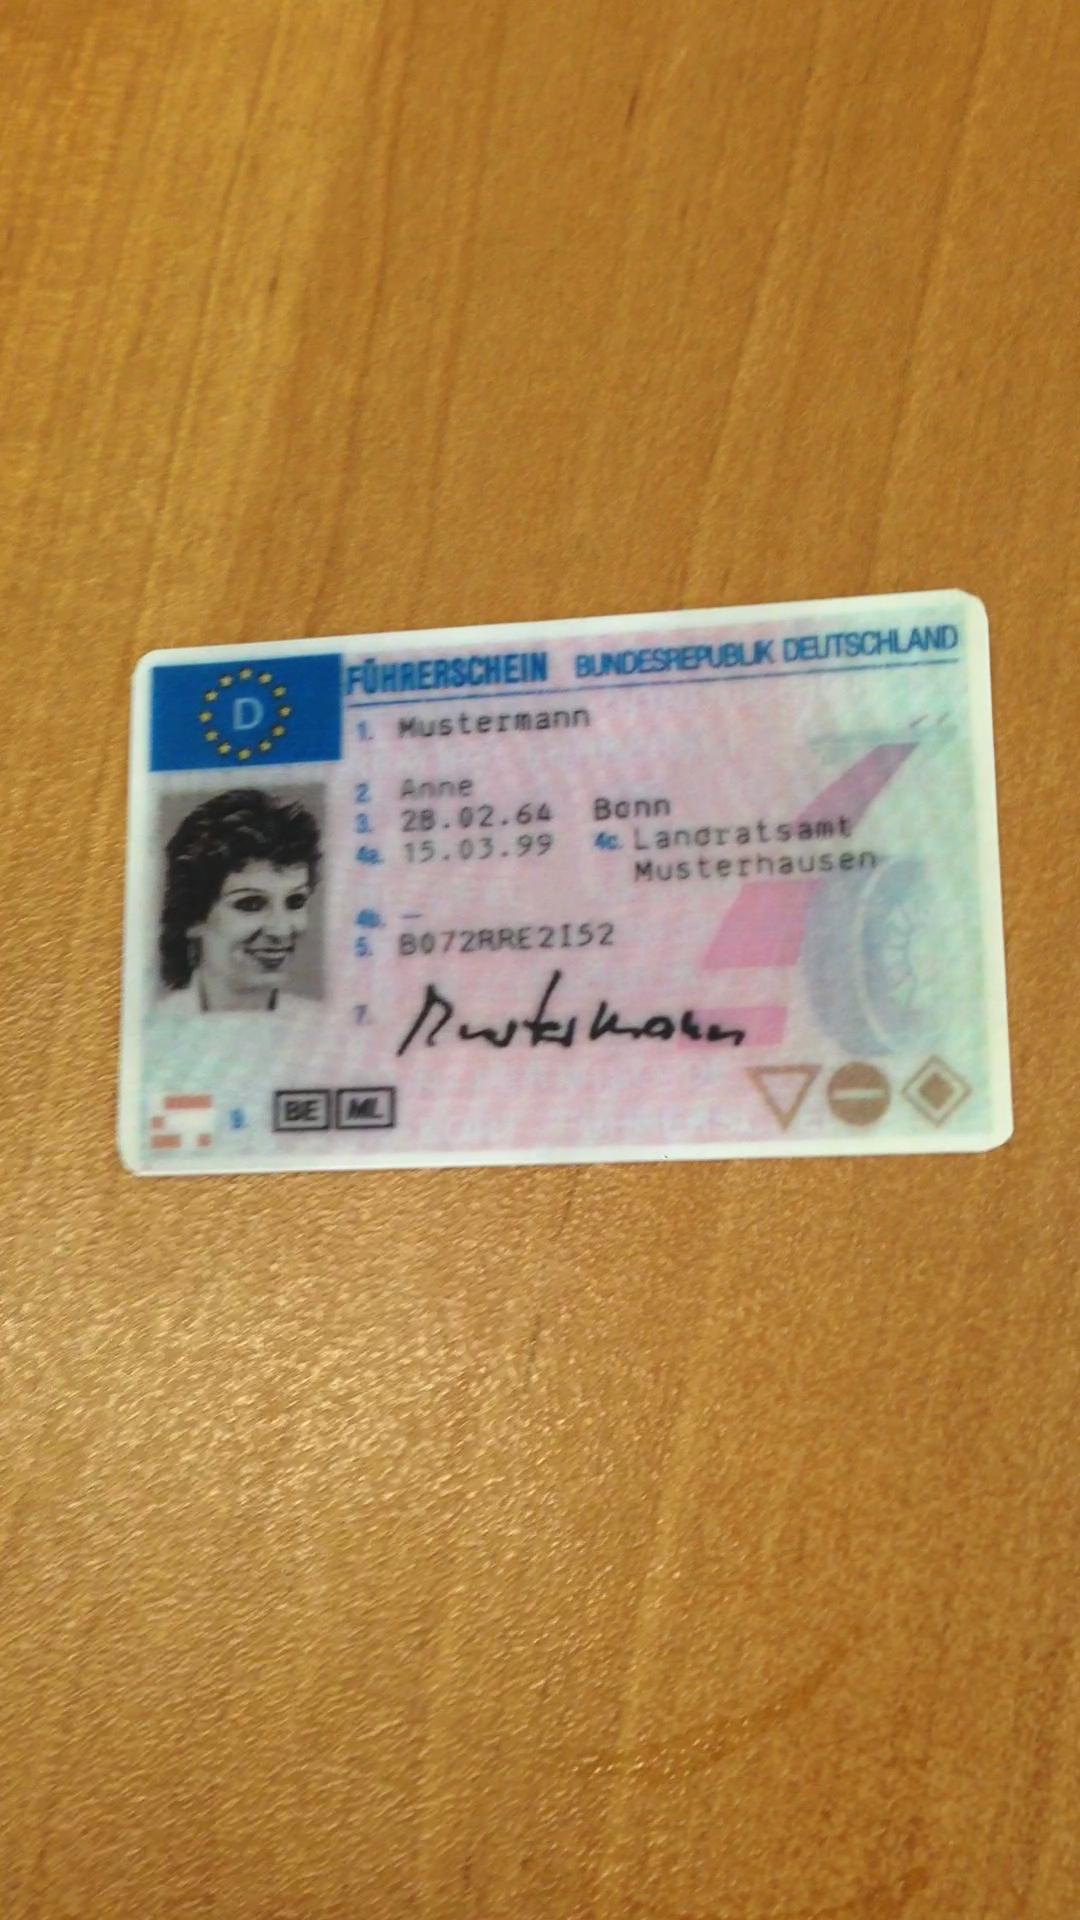 D
FÜHRERSCHEIN BUNDESREPUBLIK DEUTSCHLAND
1. Mustermann
2. Anne
3. 28.02.64 Bonn
4a. 15.03.99 4c. Landratsamt
Musterhausen
4b. —
5. B072RRE2I52
7. Mustermann
9. BE ML